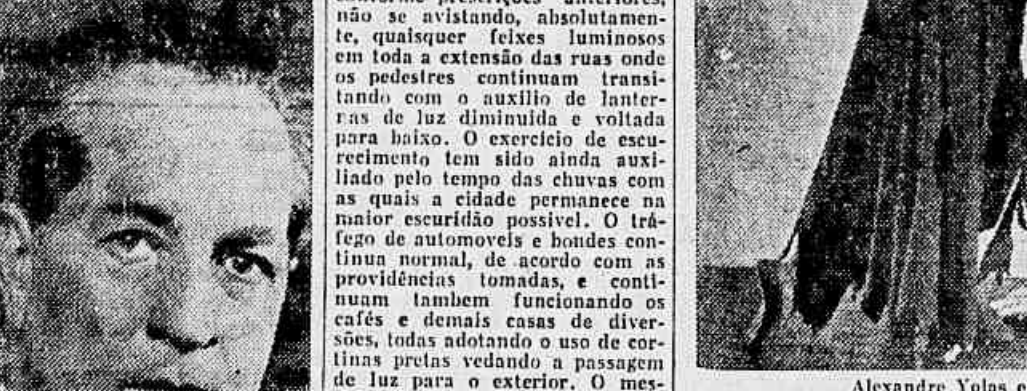 conforme prescrições anteriores,
não se avistando, absolutamen-
te, quaisquer feixes luminosos
em toda a extensão das ruas onde
os pedestres continuam transi-
tando com o auxilio de lanter-
nas de luz diminuida e voltada
para baixo. O exercicio de escu-
recimento tem sido ainda auxi-
liado pelo tempo das chuvas com
as quais a cidade permanece na
maior escuridão possivel. O trá-
fego de automoveis e bondes con-
tinua normal, de acordo com as
providências tomadas, e conti-
nuam tambem funcionando os
cafés e demais casas de diver-
sões, todas adotando o uso de cor-
tinas pretas vedando a passagem
de luz para o exterior. O mes-
Alexandre Yolas